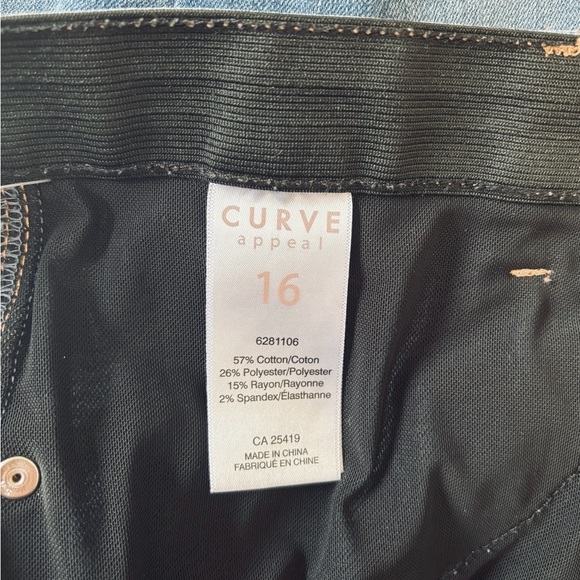 CURVE
appeal
16
6281106
57% Cotton/Coton
26% Polyester/Polyester
15% Rayon/Rayonne
2% Spandex/Élasthanne
CA 25419
MADE IN CHINA
FABRIQUÉ EN CHINE